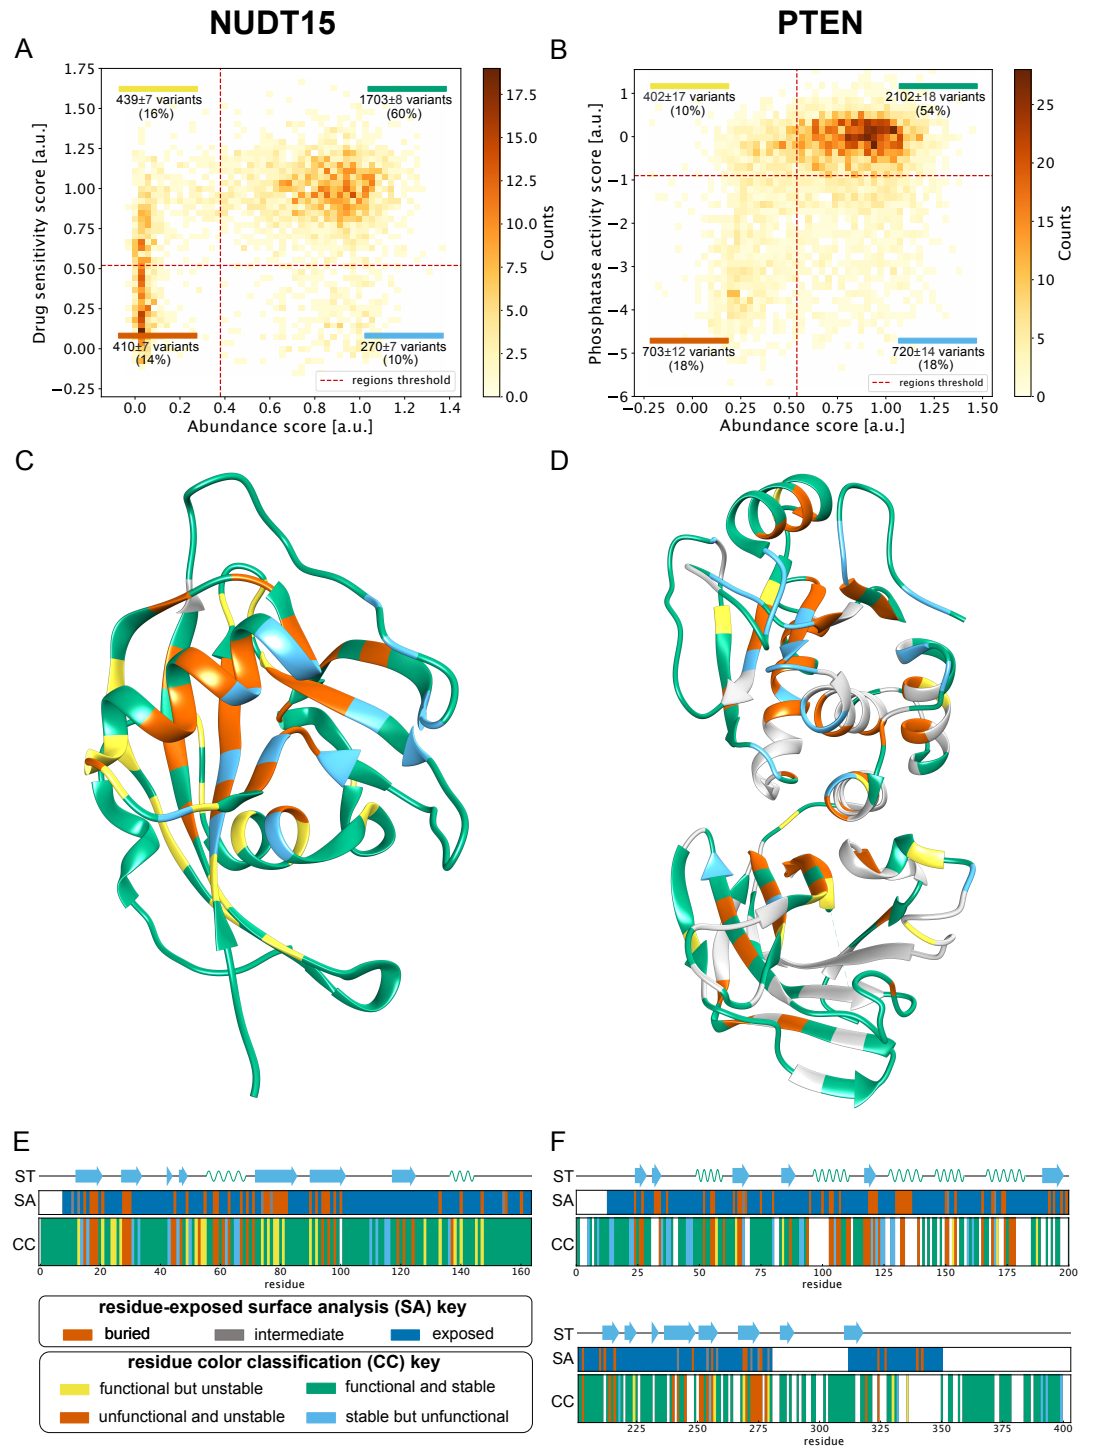 NUDT15
PTEN
A
1.75
1.50
1.25
1.00
0.75
0.50
0.25
0.00
−0.25
Drug sensitivity score [a.u.]
439±7 variants
(16%)
1703±8 variants
(60%)
410±7 variants
(14%)
270±7 variants
(10%)
regions threshold
0.0 0.2 0.4 0.6 0.8 1.0 1.2 1.4
Abundance score [a.u.]
17.5
15.0
12.5
10.0
7.5
5.0
2.5
0.0
Counts
B
1
0
−1
−2
−3
−4
−5
−6
Phosphatase activity score [a.u.]
402±17 variants
(10%)
2102±18 variants
(54%)
703±12 variants
(18%)
720±14 variants
(18%)
regions threshold
−0.25 0.00 0.25 0.50 0.75 1.00 1.25 1.50
Abundance score [a.u.]
25
20
15
10
5
0
Counts
C
D
E
ST
SA
CC
0 20 40 60 80 100 120 140 160
residue
residue-exposed surface analysis (SA) key
buried intermediate exposed
residue color classification (CC) key
functional but unstable functional and stable
unfunctional and unstable stable but unfunctional
F
ST
SA
CC
0 25 50 75 100 125 150 175 200
residue
ST
SA
CC
225 250 275 300 325 350 375 400
residue